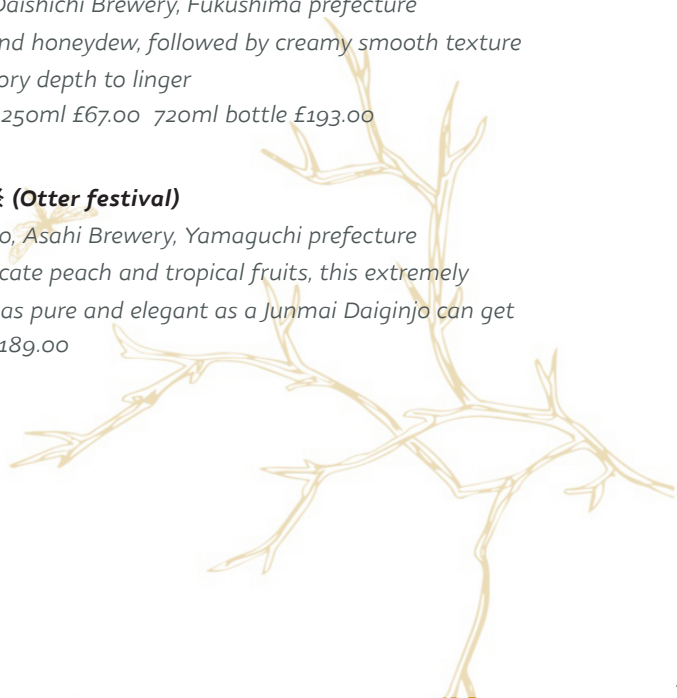 Daishichi Brewery, Fukushima prefecture
and honeydew, followed by creamy smooth texture
ory depth to linger
250ml £67.00 720ml bottle £193.00
(Otter festival)
o, Asahi Brewery, Yamaguchi prefecture
cate peach and tropical fruits, this extremely
as pure and elegant as a Junmai Daiginjo can get
189.00